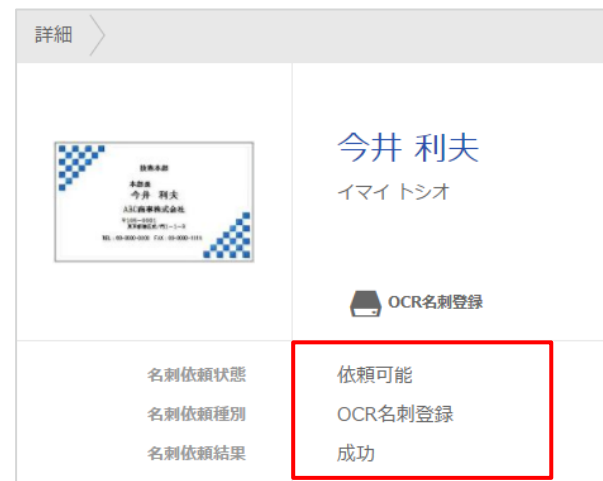 詳細
今井 利夫
イマイ トシオ
技術本部
本部長
今井 利夫
ABC商事株式会社
OCR名刺登録
名刺依頼状態 依頼可能
名刺依頼種別 OCR名刺登録
名刺依頼結果 成功